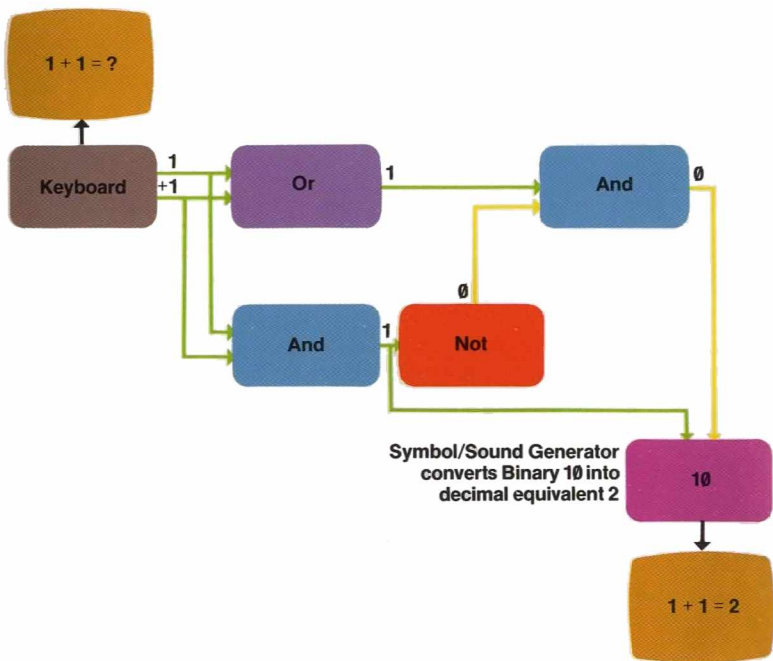 1 + 1 = ?
Keyboard
1
+1
Or
1
And
0
0
And
1
Not
Symbol/Sound Generator
converts Binary 10 into
decimal equivalent 2
10
1 + 1 = 2